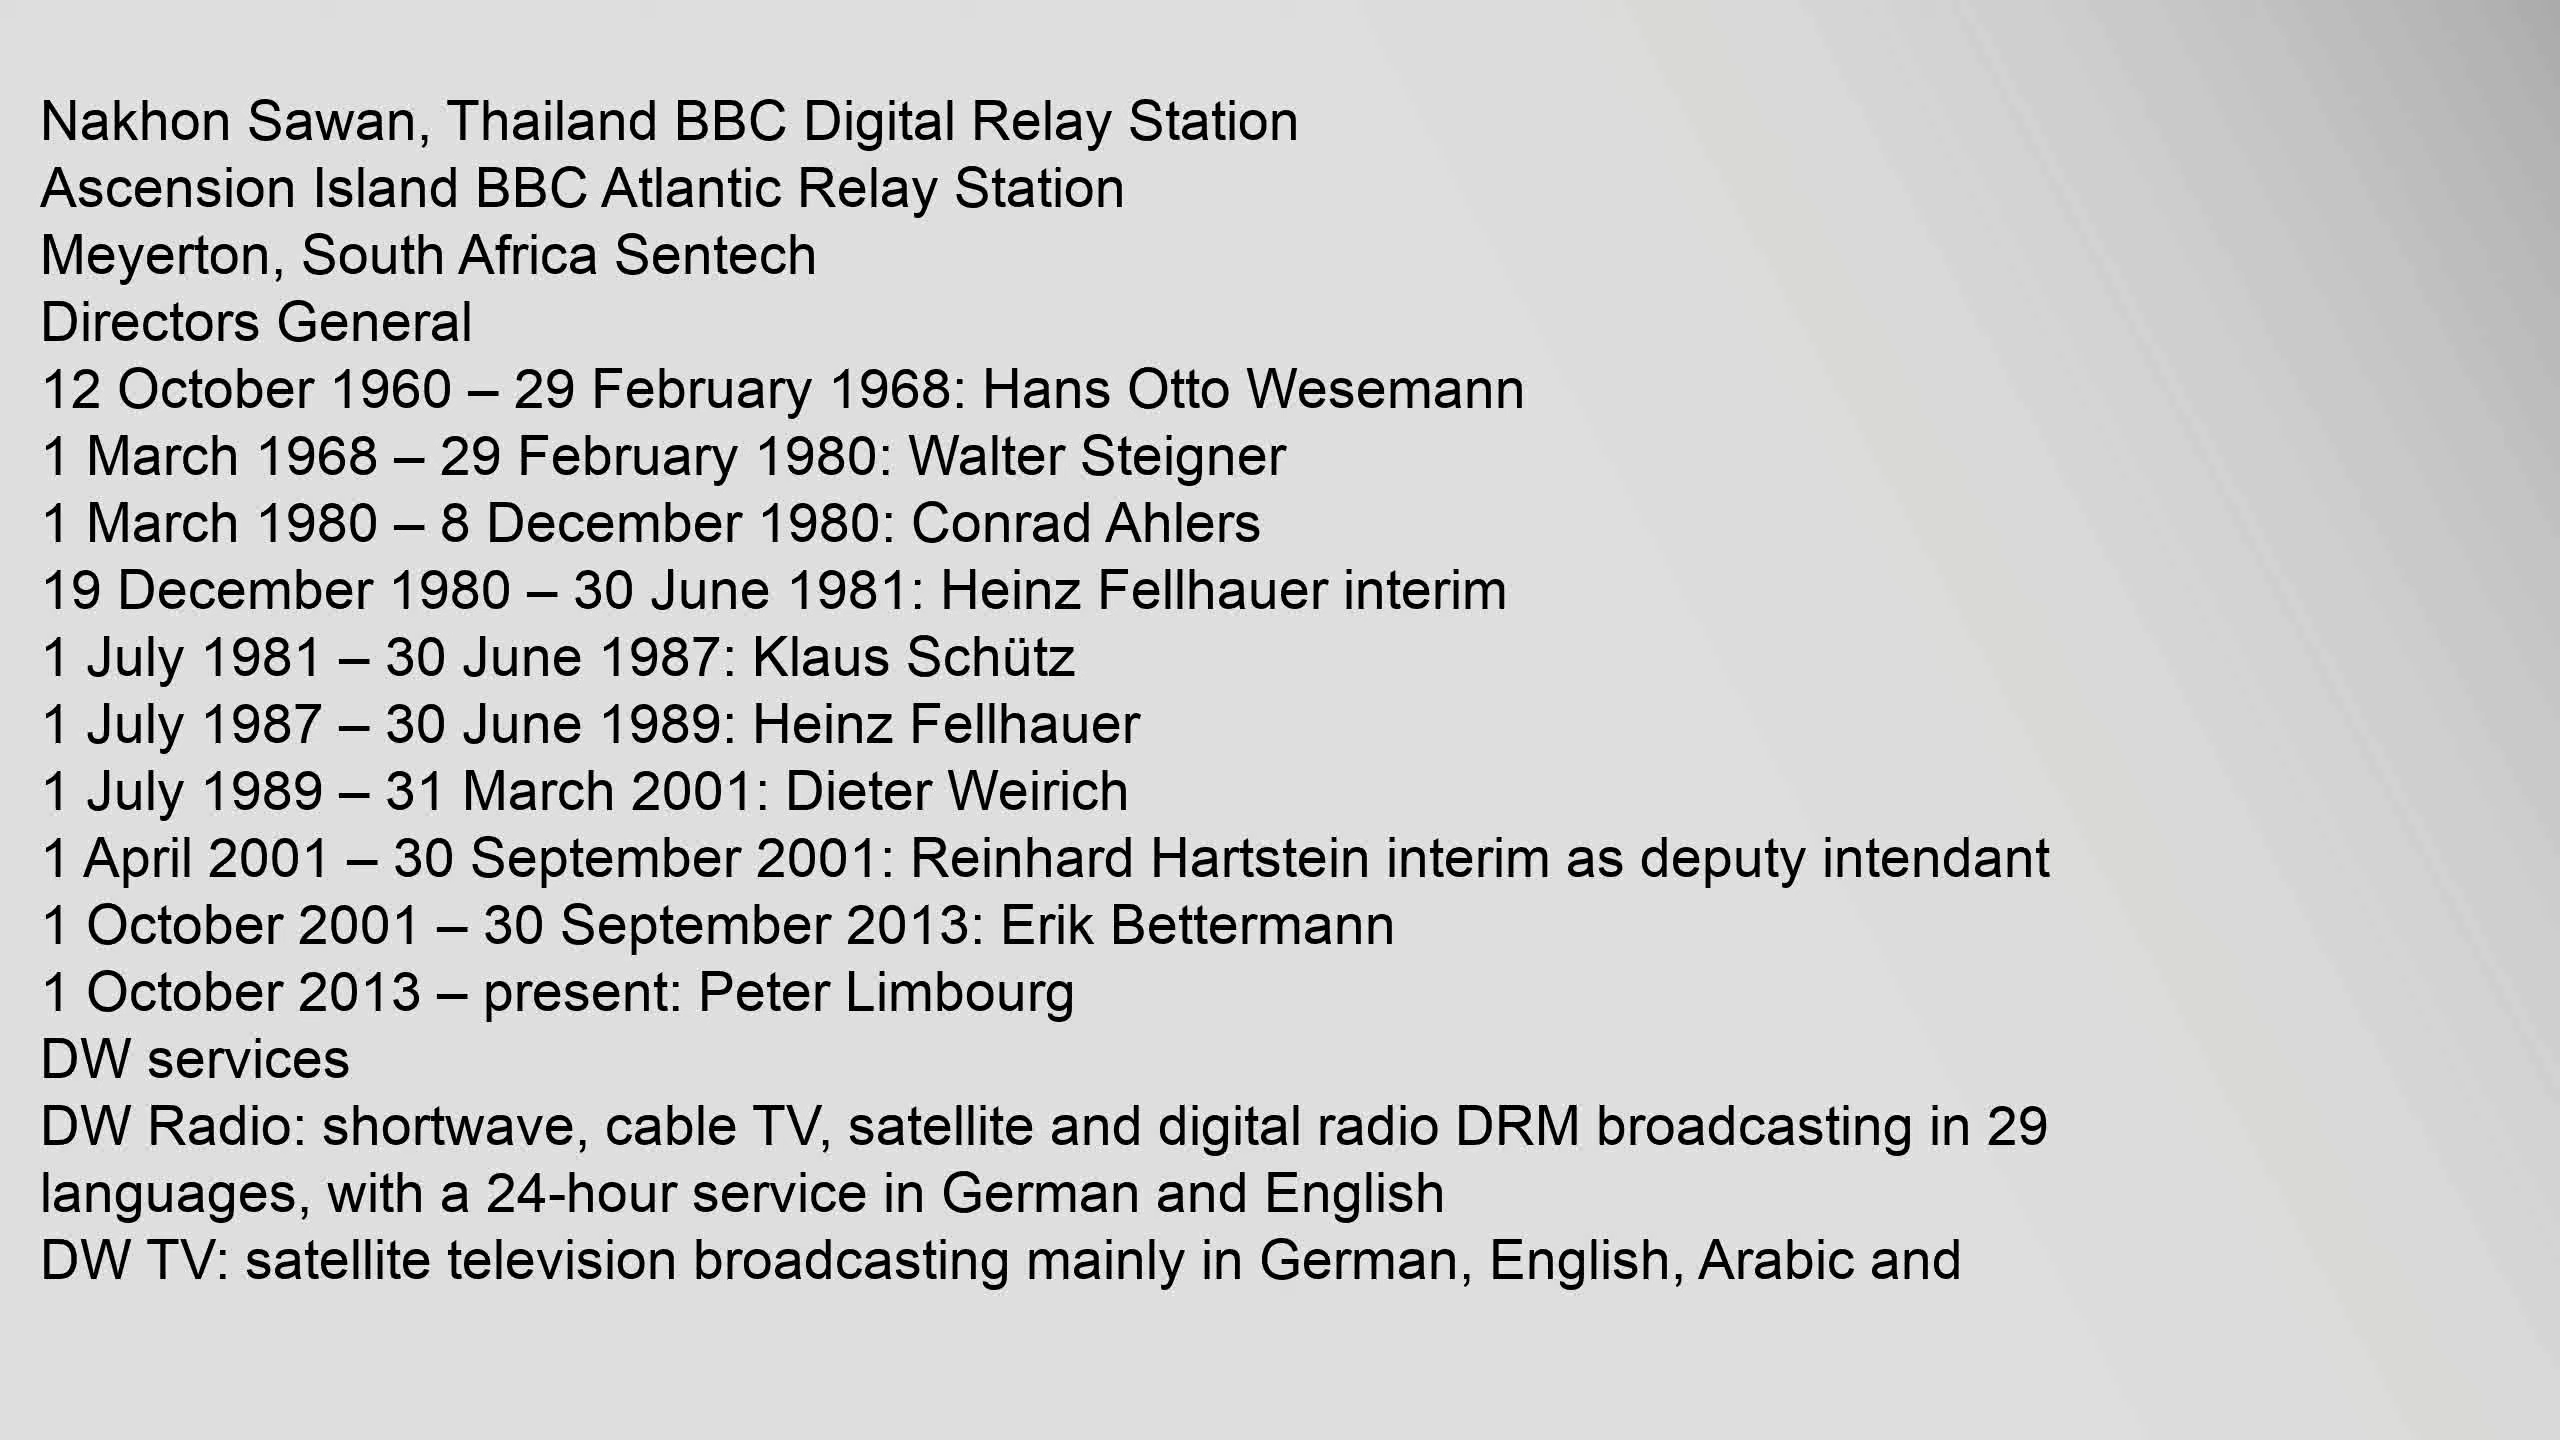 Nakhon Sawan, Thailand BBC Digital Relay Station
Ascension Island BBC Atlantic Relay Station
Meyerton, South Africa Sentech
Directors General
12 October 1960 – 29 February 1968: Hans Otto Wesemann
1 March 1968 – 29 February 1980: Walter Steigner
1 March 1980 – 8 December 1980: Conrad Ahlers
19 December 1980 – 30 June 1981: Heinz Fellhauer interim
1 July 1981 – 30 June 1987: Klaus Schütz
1 July 1987 – 30 June 1989: Heinz Fellhauer
1 July 1989 – 31 March 2001: Dieter Weirich
1 April 2001 – 30 September 2001: Reinhard Hartstein interim as deputy intendant
1 October 2001 – 30 September 2013: Erik Bettermann
1 October 2013 – present: Peter Limbourg
DW services
DW Radio: shortwave, cable TV, satellite and digital radio DRM broadcasting in 29
languages, with a 24-hour service in German and English
DW TV: satellite television broadcasting mainly in German, English, Arabic and